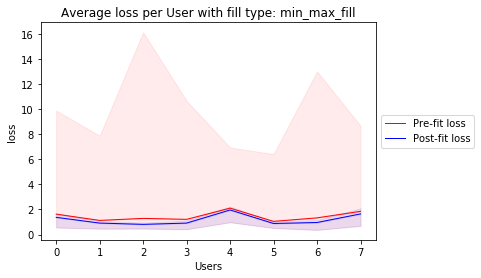 Average loss per User with fill type: min_max_fill
16
14
12
10
8
6
4
2
0
loss
0 1 2 3 4 5 6 7
Users
Pre-fit loss
Post-fit loss